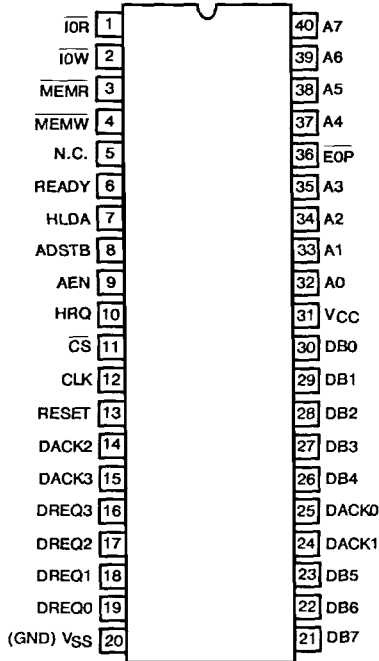 IOR 1 40 A7
IOW 2 39 A6
MEMR 3 38 A5
MEMW 4 37 A4
N.C. 5 36 EOP
READY 6 35 A3
HLDA 7 34 A2
ADSTB 8 33 A1
AEN 9 32 A0
HRQ 10 31 VCC
CS 11 30 DB0
CLK 12 29 DB1
RESET 13 28 DB2
DACK2 14 27 DB3
DACK3 15 26 DB4
DREQ3 16 25 DACK0
DREQ2 17 24 DACK1
DREQ1 18 23 DB5
DREQ0 19 22 DB6
(GND) VSS 20 21 DB7